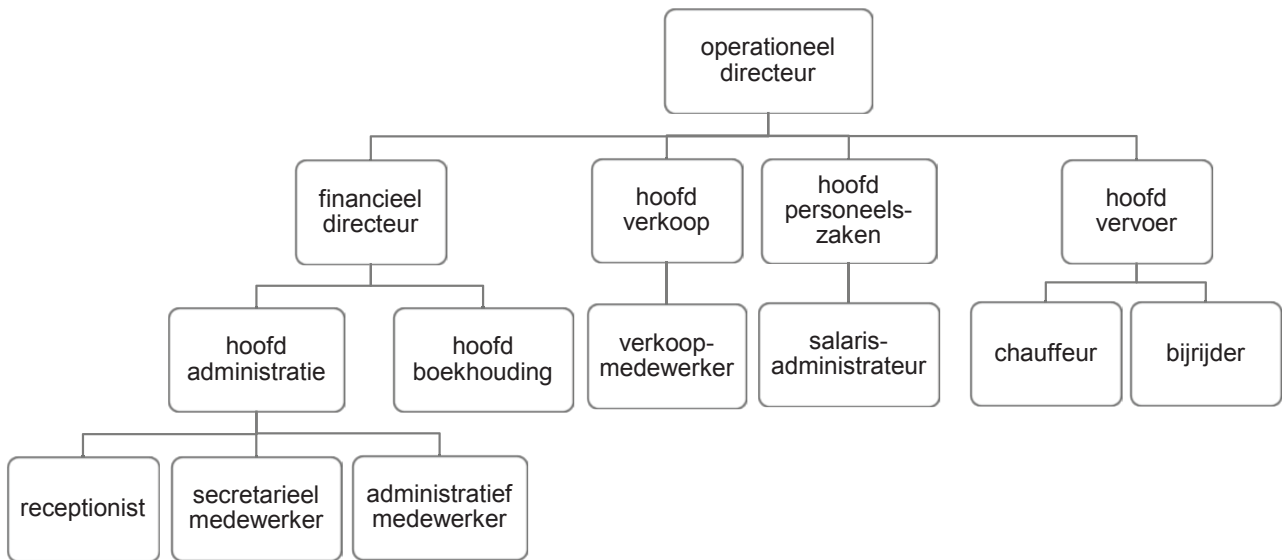 operationeel
directeur
financieel
directeur
hoofd
verkoop
hoofd
personeels-
zaken
hoofd
vervoer
hoofd
administratie
hoofd
boekhouding
verkoop-
medewerker
salaris-
administrateur
chauffeur
bijrijder
receptionist
secretarieel
medewerker
administratief
medewerker